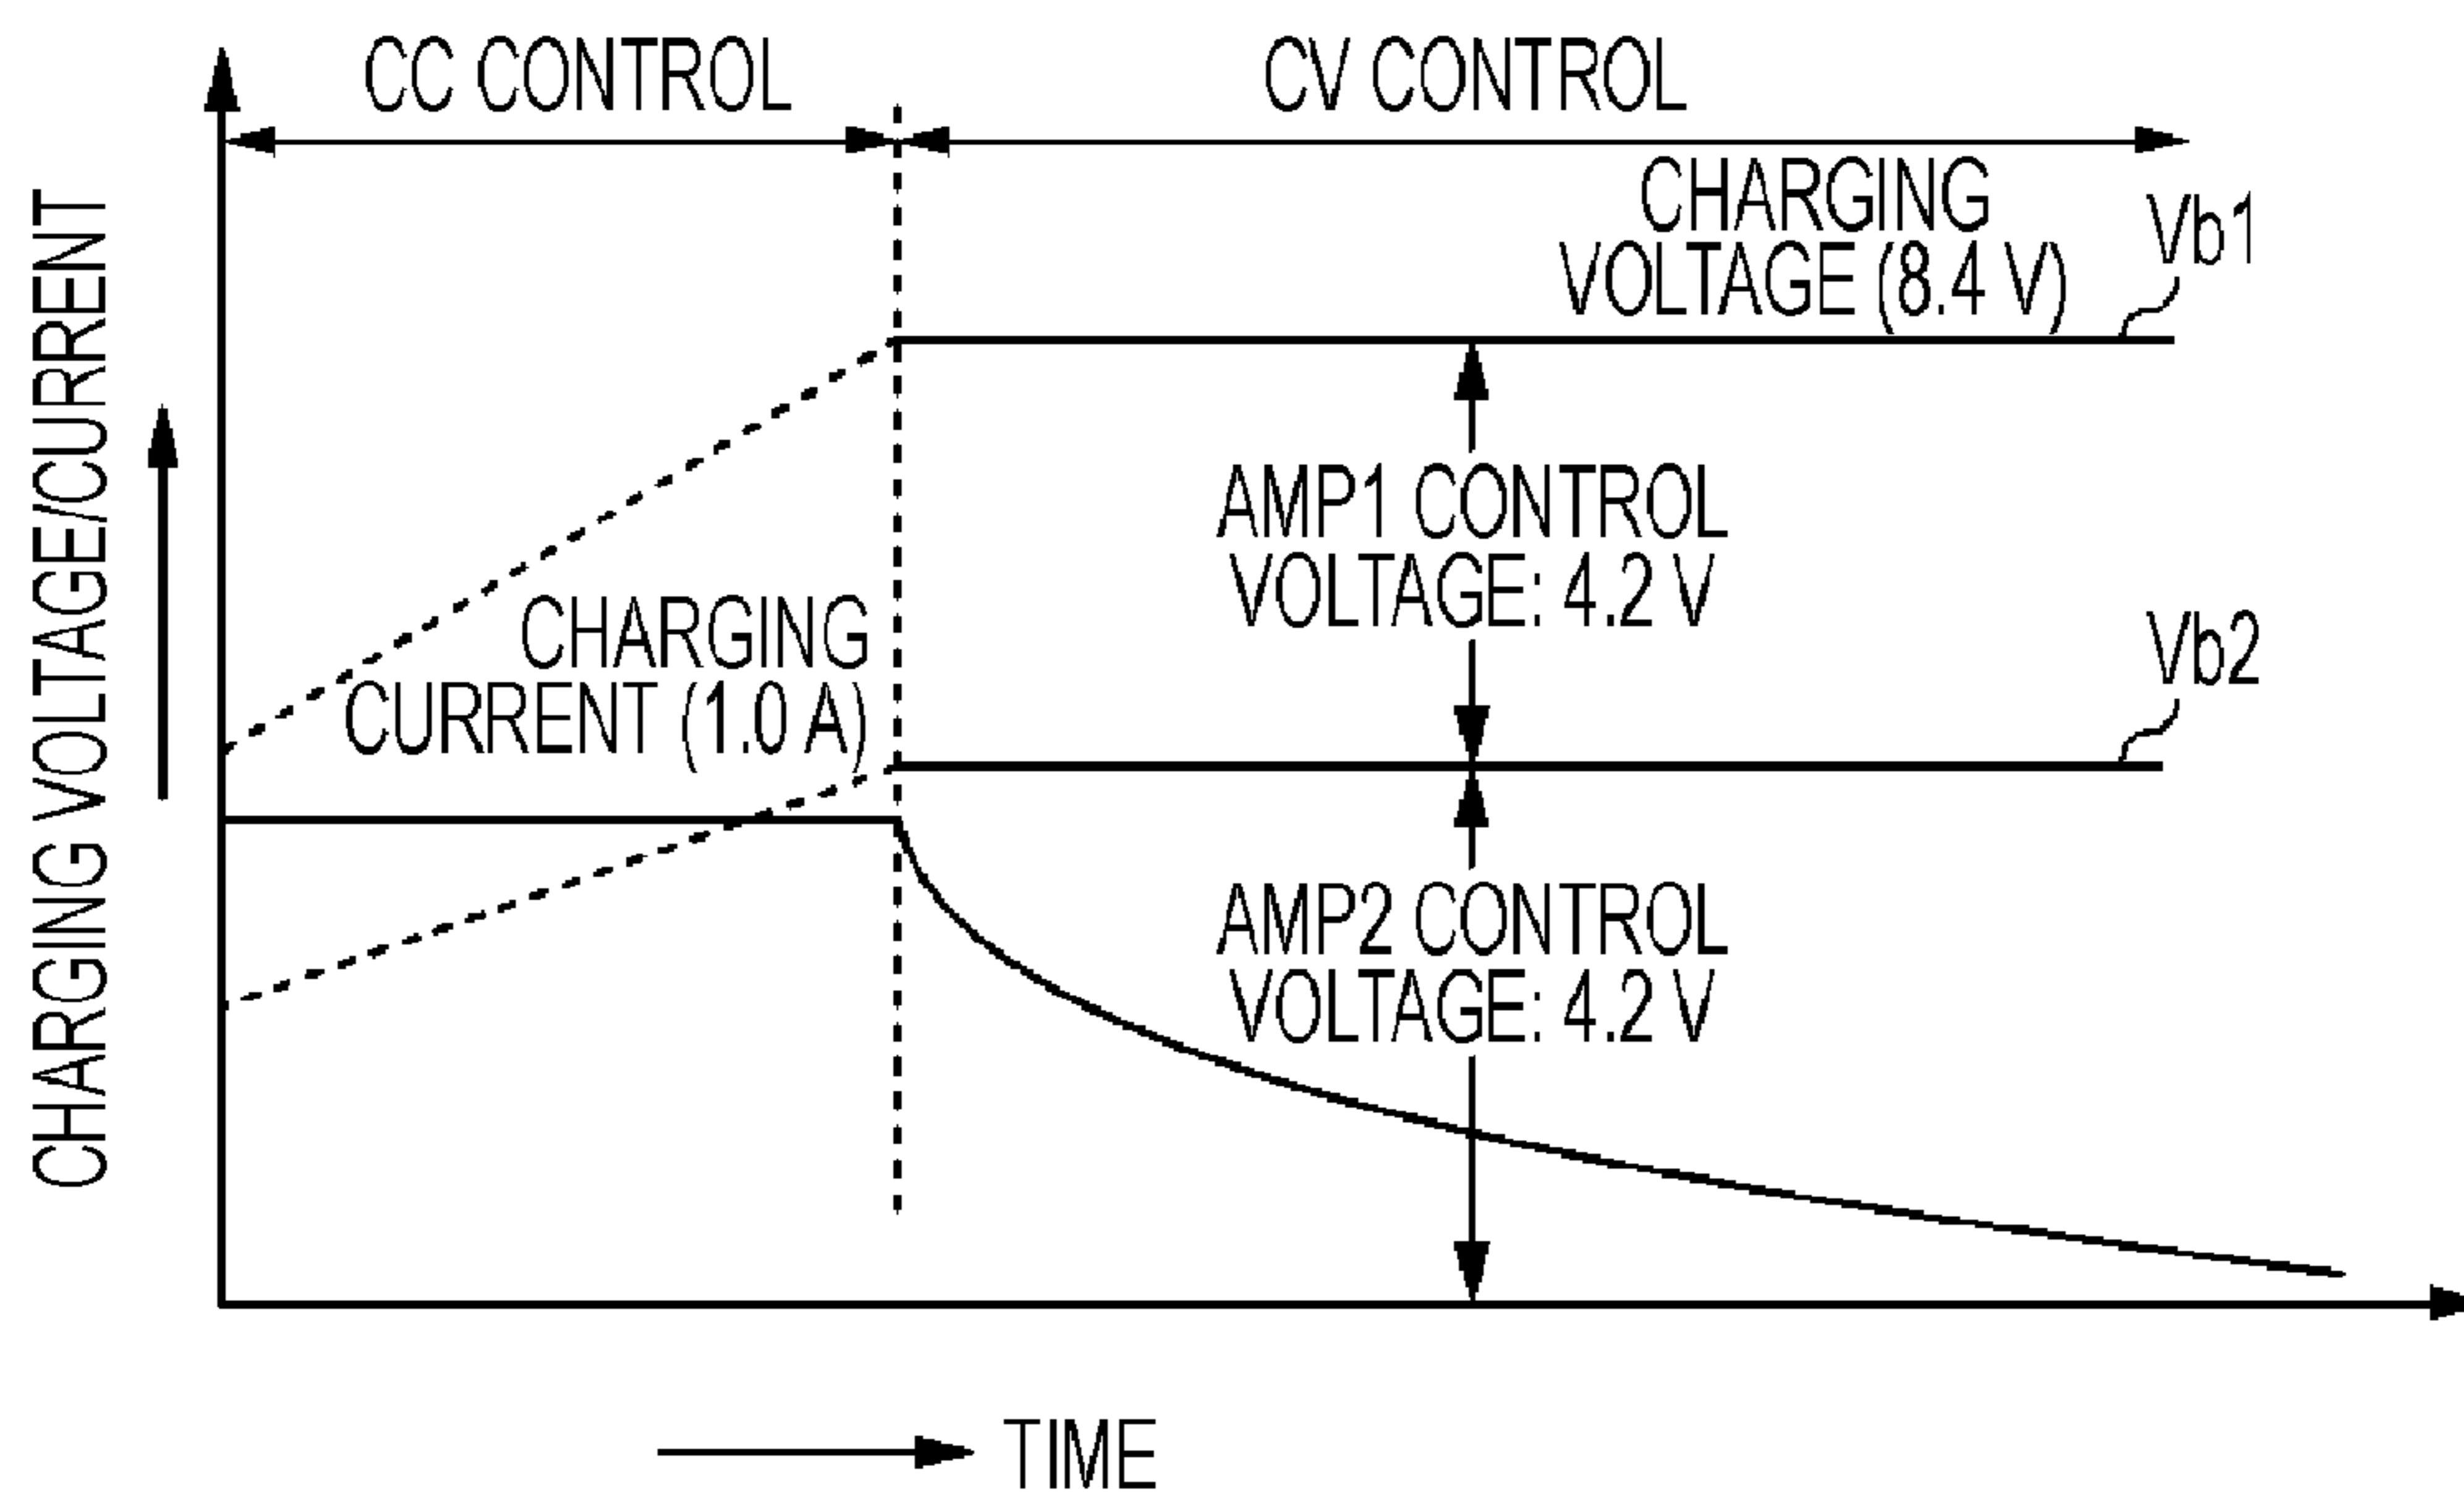 CC CONTROL
CV CONTROL
CHARGING
VOLTAGE (8.4 V)
Vb1
CHARGING VOLTAGE/CURRENT
AMP1 CONTROL
VOLTAGE: 4.2 V
CHARGING
CURRENT (1.0 A)
Vb2
AMP2 CONTROL
VOLTAGE: 4.2 V
TIME